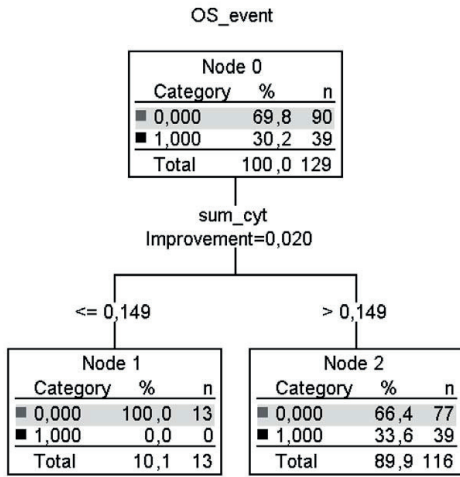 OS_event
Node 0
Category % n
0,000 69,8 90
1,000 30,2 39
Total 100,0 129
sum_cyt
Improvement=0,020
<= 0,149
> 0,149
Node 1
Category % n
0,000 100,0 13
1,000 0,0 0
Total 10,1 13
Node 2
Category % n
0,000 66,4 77
1,000 33,6 39
Total 89,9 116